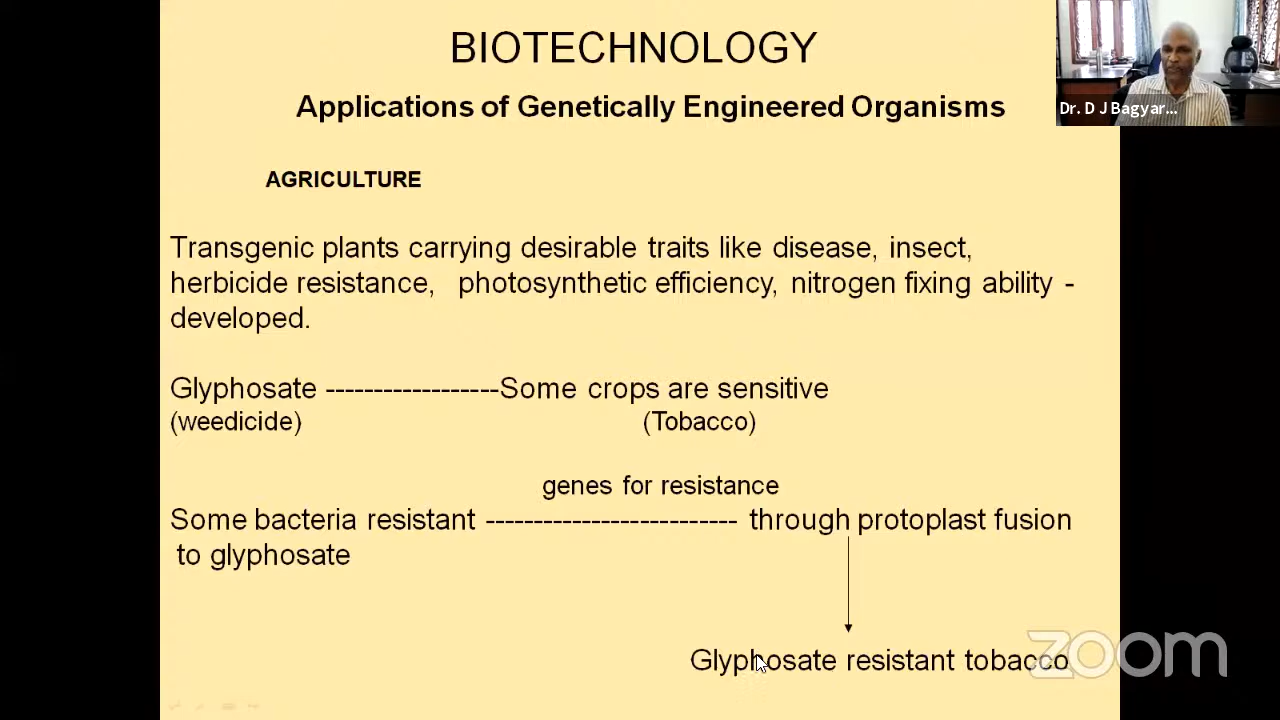 BIOTECHNOLOGY
Applications of Genetically Engineered Organisms
Dr. D J Bagyar...
AGRICULTURE
Transgenic plants carrying desirable traits like disease, insect,
herbicide resistance, photosynthetic efficiency, nitrogen fixing ability -
developed.
Glyphosate ------------------Some crops are sensitive
(weedicide) (Tobacco)
genes for resistance
Some bacteria resistant -------------------------- through protoplast fusion
to glyphosate
Glyphosate resistant tobacco
zoom